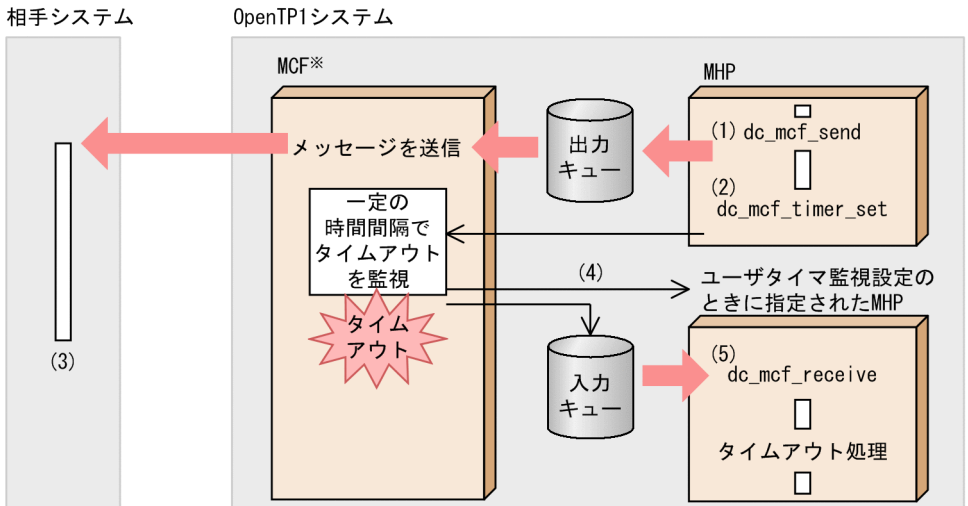 相手システム
OpenTP1システム
MCF※
MHP
(1) dc_mcf_send
メッセージを送信
出力
キュー
(2)
dc_mcf_timer_set
一定の
時間間隔で
タイムアウト
を監視
(4)
ユーザタイマ監視設定の
ときに指定されたMHP
タイム
アウト
(3)
入力
キュー
(5)
dc_mcf_receive
タイムアウト処理